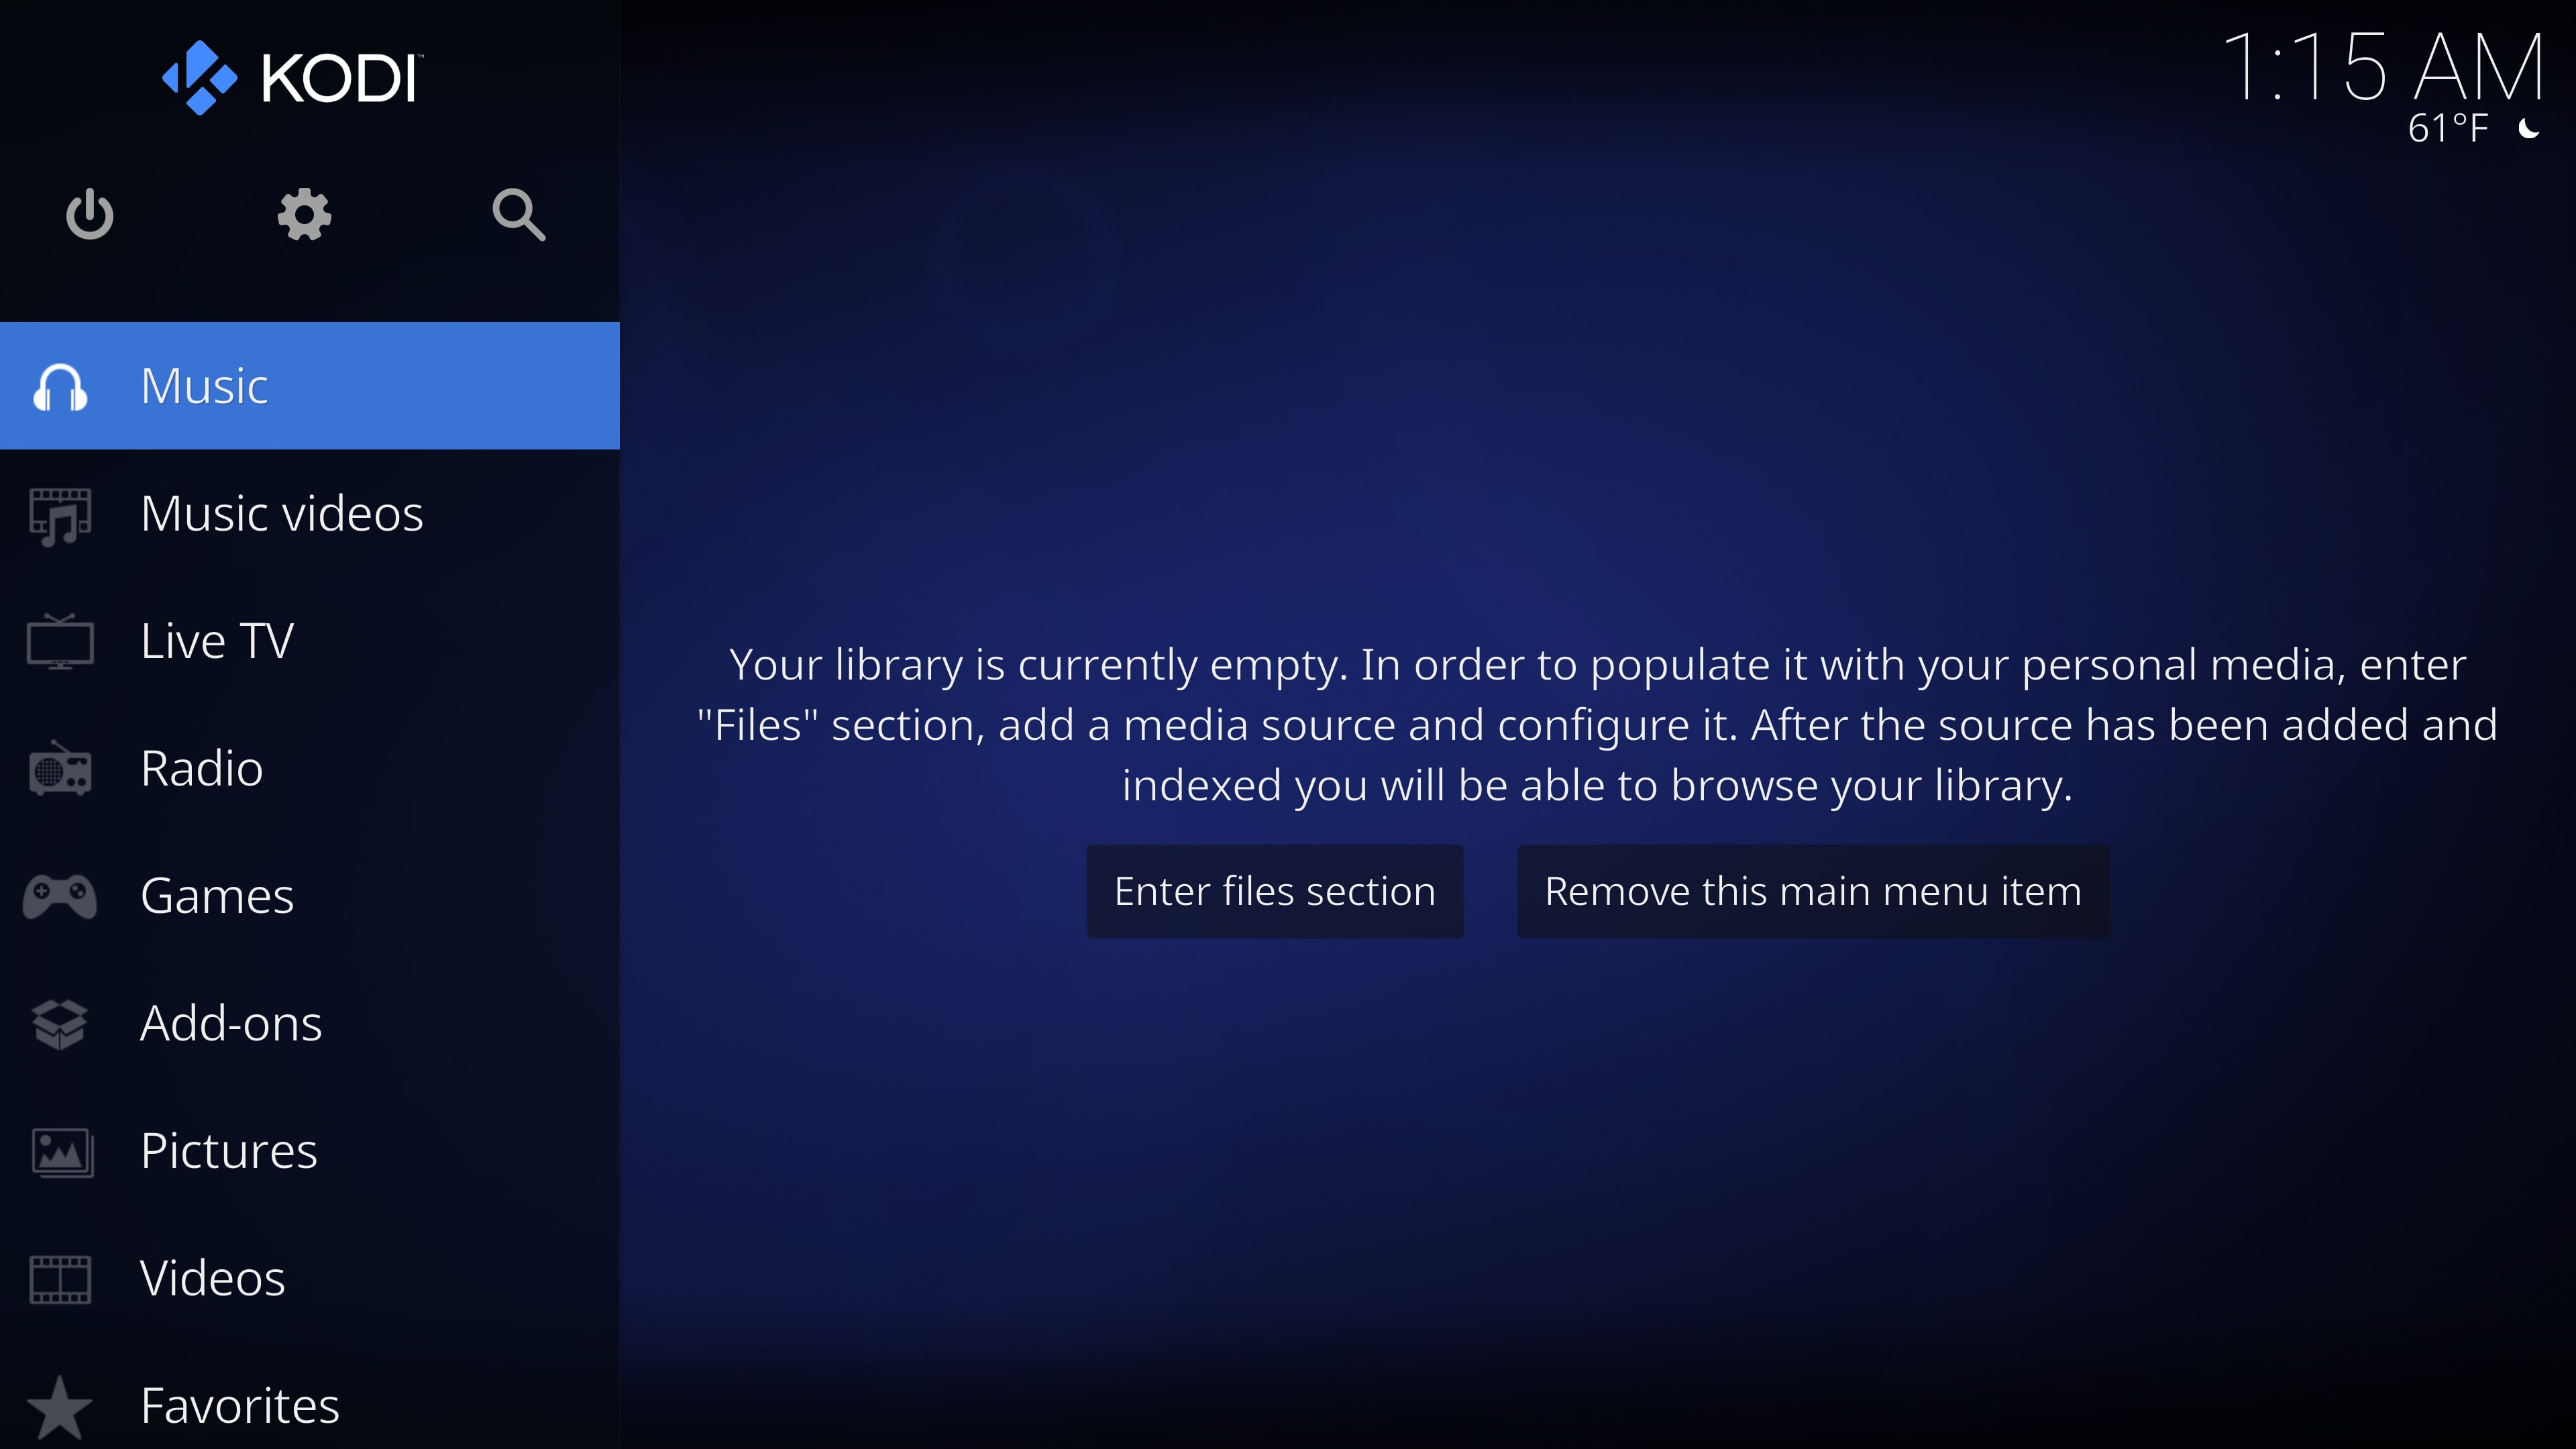 KODI™
1:15 AM
61°F
Music
Music videos
Live TV
Radio
Games
Add-ons
Pictures
Videos
Favorites
Your library is currently empty. In order to populate it with your personal media, enter
"Files" section, add a media source and configure it. After the source has been added and
indexed you will be able to browse your library.
Enter files section
Remove this main menu item